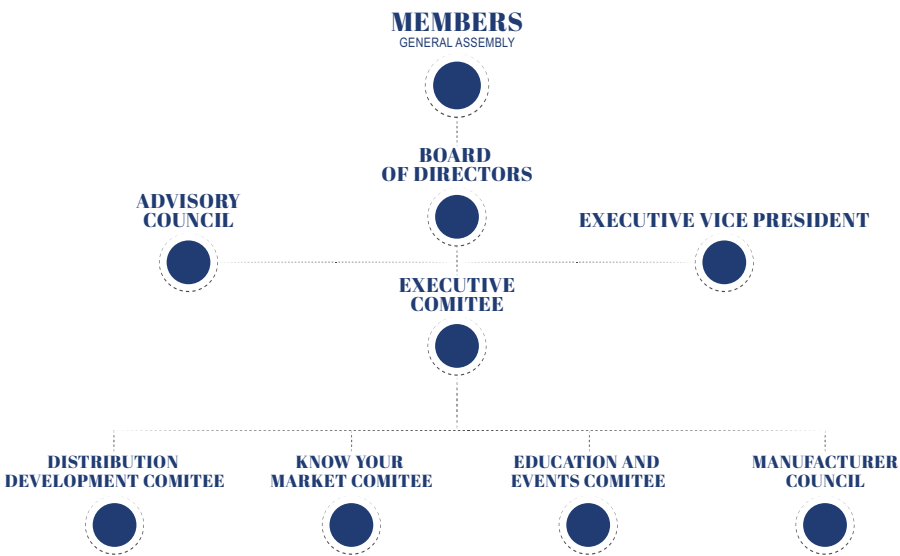 MEMBERS
GENERAL ASSEMBLY
BOARD
OF DIRECTORS
ADVISORY
COUNCIL
EXECUTIVE VICE PRESIDENT
EXECUTIVE
COMITEE
DISTRIBUTION
DEVELOPMENT COMITEE
KNOW YOUR
MARKET COMITEE
EDUCATION AND
EVENTS COMITEE
MANUFACTURER
COUNCIL